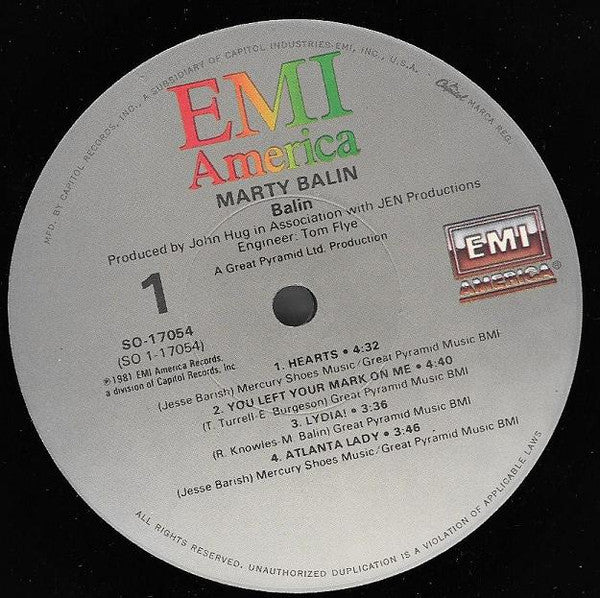 MFD. BY CAPITOL RECORDS, INC., A SUBSIDIARY OF CAPITOL INDUSTRIES-EMI, INC., U.S.A.
Capitol MARCA REG.
EMI
America
MARTY BALIN
Balin
Produced by John Hug in Association with JEN Productions
Engineer: Tom Flye
A Great Pyramid Ltd. Production
EMI
AMERICA®
1
SO-17054
(SO 1-17054)
℗1981 EMI America Records,
a division of Capitol Records, Inc.
1. HEARTS • 4:32
(Jesse Barish) Mercury Shoes Music/Great Pyramid Music BMI
2. YOU LEFT YOUR MARK ON ME • 4:40
(T. Turrell-E. Burgeson) Great Pyramid Music BMI
3. LYDIA! • 3:36
(R. Knowles-M. Balin) Great Pyramid Music BMI
4. ATLANTA LADY • 3:46
(Jesse Barish) Mercury Shoes Music/Great Pyramid Music BMI
ALL RIGHTS RESERVED. UNAUTHORIZED DUPLICATION IS A VIOLATION OF APPLICABLE LAWS